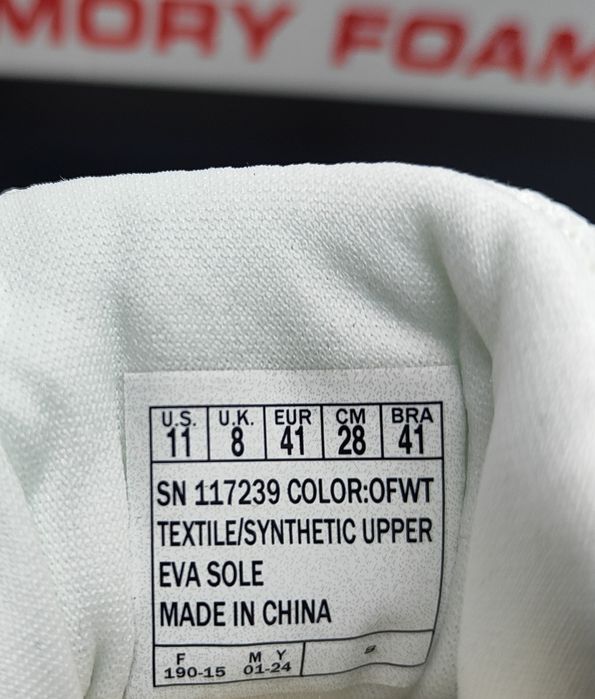 MORY FOAM
U.S. U.K. EUR CM BRA
11 8 41 28 41
SN 117239 COLOR:OFWT
TEXTILE/SYNTHETIC UPPER
EVA SOLE
MADE IN CHINA
F M Y
190-15 01-24